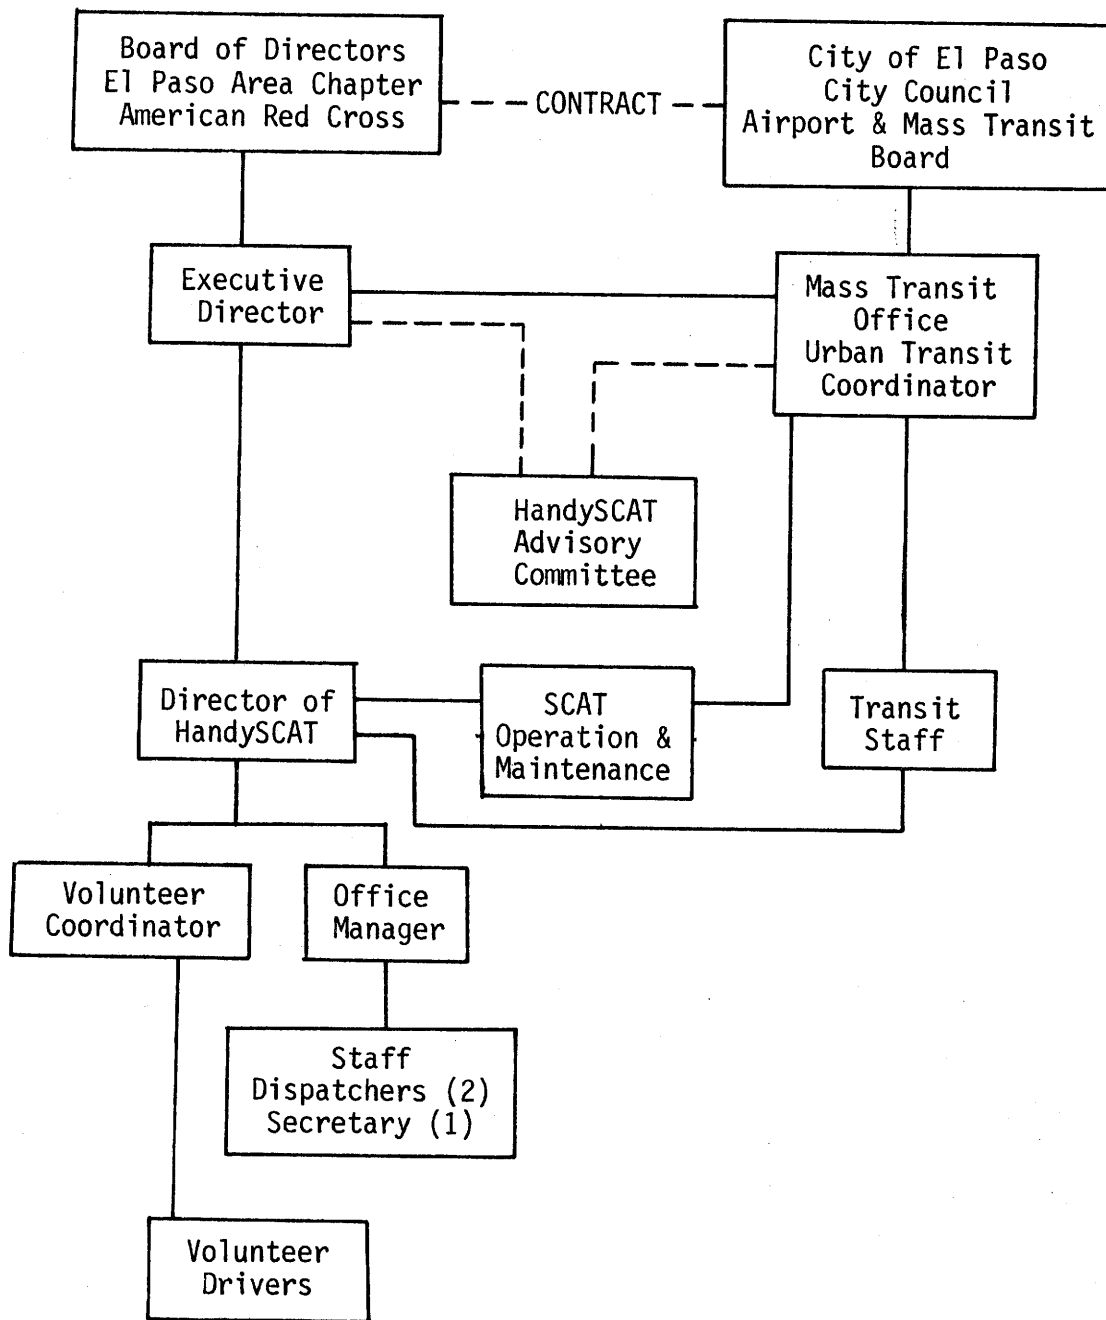 Board of Directors
El Paso Area Chapter
American Red Cross
CONTRACT
City of El Paso
City Council
Airport & Mass Transit
Board
Executive
Director
Mass Transit
Office
Urban Transit
Coordinator
HandySCAT
Advisory
Committee
Director of
HandySCAT
SCAT
Operation &
Maintenance
Transit
Staff
Volunteer
Coordinator
Office
Manager
Staff
Dispatchers (2)
Secretary (1)
Volunteer
Drivers